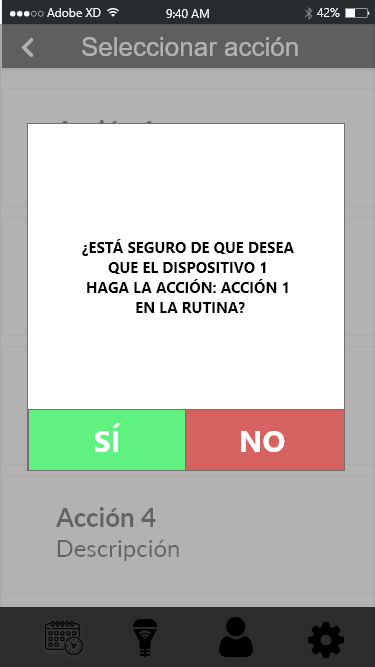 Adobe XD
9:40 AM
42%
Seleccionar acción
¿ESTÁ SEGURO DE QUE DESEA
QUE EL DISPOSITIVO 1
HAGA LA ACCIÓN: ACCIÓN 1
EN LA RUTINA?
SÍ
NO
Acción 4
Descripción